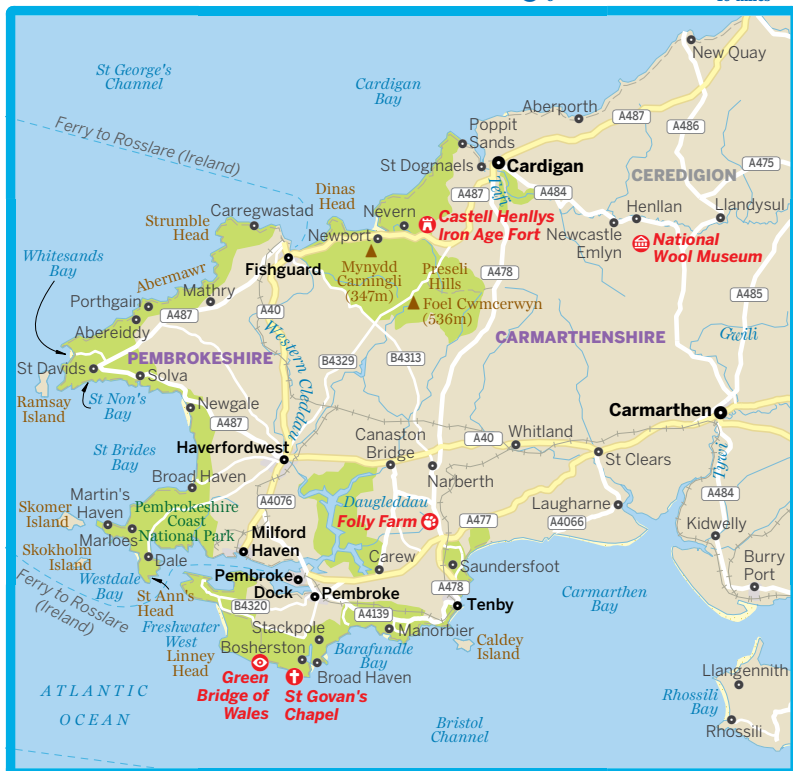 New Quay
St George's
Channel
Cardigan
Bay
Aberporth
A487
A486
Ferry to Rosslare (Ireland)
Poppit
Sands
St Dogmaels
Cardigan
A475
CEREDIGION
Teifi
A487
A484
Dinas
Head
Strumble
Head
Carregwastad
Nevern
Castell Henllys
Iron Age Fort
Henllan
Llandysul
Newport
Newcastle
Emlyn
National
Wool Museum
Whitesands
Bay
Fishguard
Mynydd
Carningli
(347m)
Preseli
Hills
A478
Abermawr
Mathry
Foel Cwmcerwyn
(536m)
A485
Porthgain
A487
A40
Abereiddy
Western Cleddau
CARMARTHENSHIRE
Gwili
PEMBROKESHIRE
B4329
B4313
St Davids
Solva
Ramsay
Island
St Non's
Bay
Newgale
Carmarthen
A487
Canaston
Bridge
A40
Whitland
St Brides
Bay
Haverfordwest
St Clears
Tywi
Broad Haven
Narberth
Martin's
Haven
A4076
Daugleddau
Laugharne
A484
Skomer
Island
Pembrokeshire
Coast
National Park
Folly Farm
A477
A4066
Kidwelly
Marloes
Milford
Haven
Skokholm
Island
Dale
Carew
Saundersfoot
Burry
Port
Westdale
Bay
Pembroke
Dock
A478
Carmarthen
Bay
Ferry to Rosslare
(Ireland)
St Ann's
Head
Pembroke
Tenby
B4320
A4139
Freshwater
West
Stackpole
Manorbier
Caldey
Island
Linney
Head
Bosherston
Barafundle
Bay
Broad Haven
Llangennith
Green
Bridge of
Wales
St Govan's
Chapel
ATLANTIC
OCEAN
Rhossili
Bay
Bristol
Channel
Rhossili